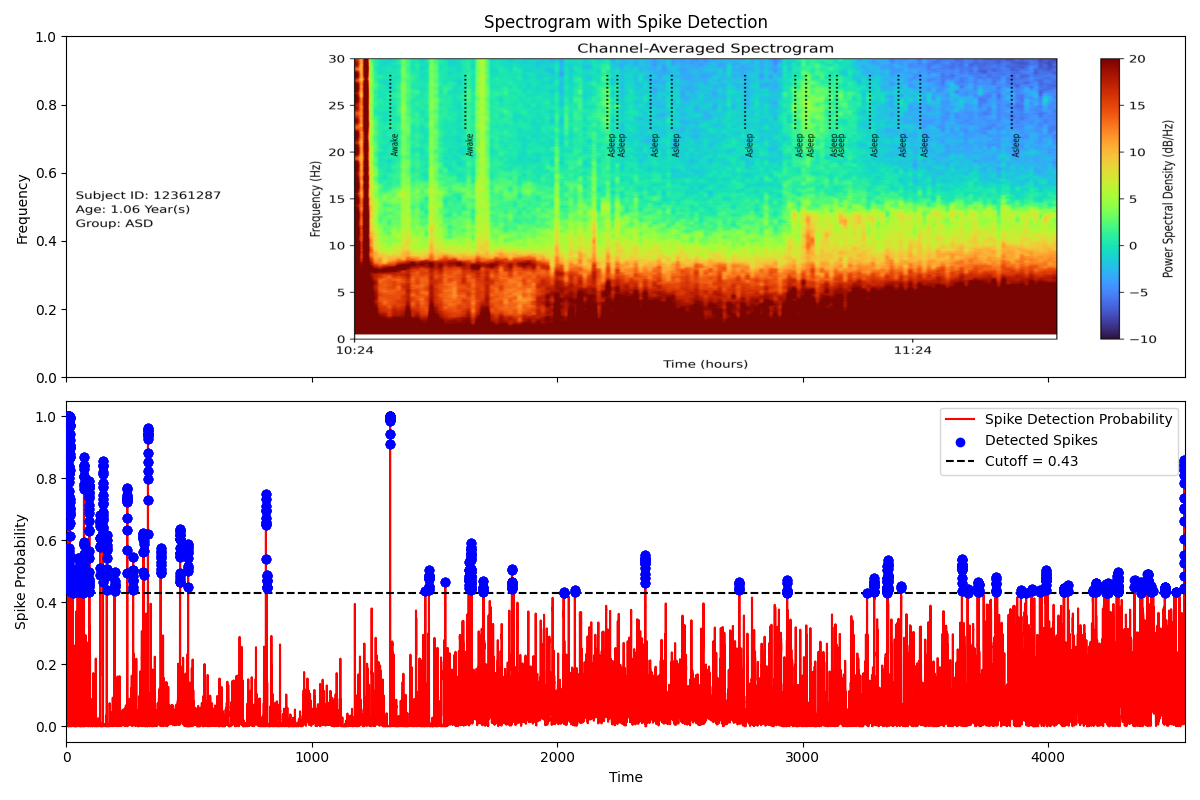 Spectrogram with Spike Detection
Channel-Averaged Spectrogram
1.0
0.8
0.6
0.4
0.2
0.0
Frequency
Subject ID: 12361287
Age: 1.06 Year(s)
Group: ASD
30
25
20
15
10
5
0
Frequency (Hz)
Awake
Awake
Asleep
Asleep
Asleep
Asleep
Asleep
Asleep
Asleep
Asleep
Asleep
Asleep
Asleep
Asleep
Asleep
10:24
11:24
Time (hours)
20
15
10
5
0
−5
−10
Power Spectral Density (dB/Hz)
1.0
0.8
0.6
0.4
0.2
0.0
Spike Probability
Spike Detection Probability
Detected Spikes
Cutoff = 0.43
0
1000
2000
3000
4000
Time